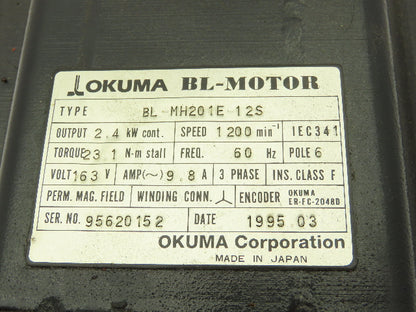 OKUMA BL-MOTOR
TYPE BL-MH201E-12S
OUTPUT 2.4 kW cont. SPEED 1200 min⁻¹ IEC341
TORQUE 23.1 N-m stall FREQ. 60 Hz POLE 6
VOLT 163 V AMP(~) 9.8 A 3 PHASE INS. CLASS F
PERM. MAG. FIELD WINDING CONN. ENCODER OKUMA ER-FC-2048D
SER. NO. 95620152 DATE 1995.03
OKUMA Corporation
MADE IN JAPAN